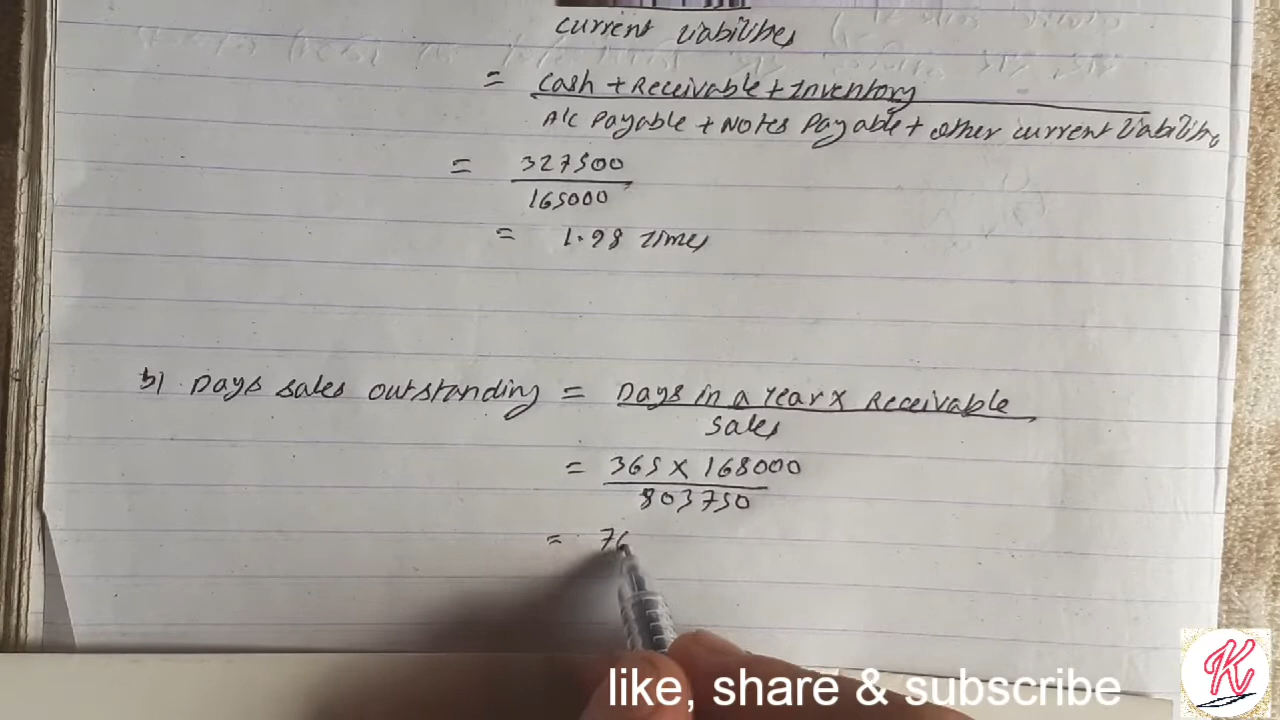 Current Liabilities
= Cash + Receivable + Inventory
A/C Payable + Notes Payable + other current Liabilities
= 327500
165000
= 1.98 Times
b) Days sales outstanding = Days in a Year X Receivable
Sales
= 365 X 168000
803750
= 76
like, share & subscribe
K